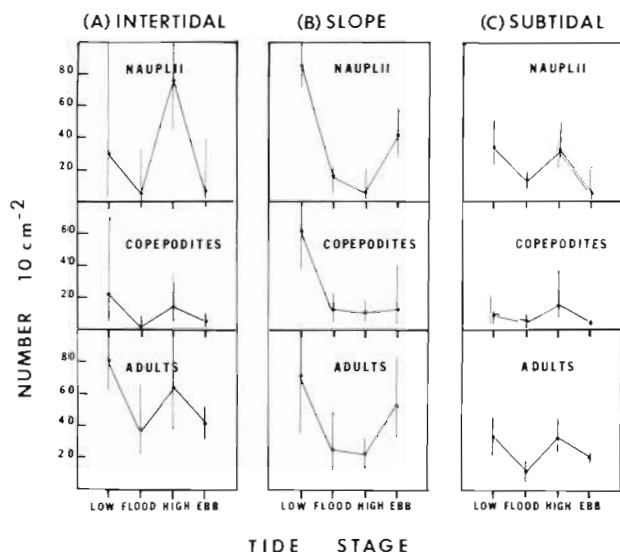 (A) INTERTIDAL (B) SLOPE (C) SUBTIDAL
NAUPLII NAUPLII NAUPLII
80
60
40
20
COPEPODITES COPEPODITES COPEPODITES
60
20
ADULTS ADULTS ADULTS
80
60
40
20
NUMBER 10 cm⁻²
LOW FLOOD HIGH EBB LOW FLOOD HIGH EBB LOW FLOOD HIGH EBB
TIDE STAGE